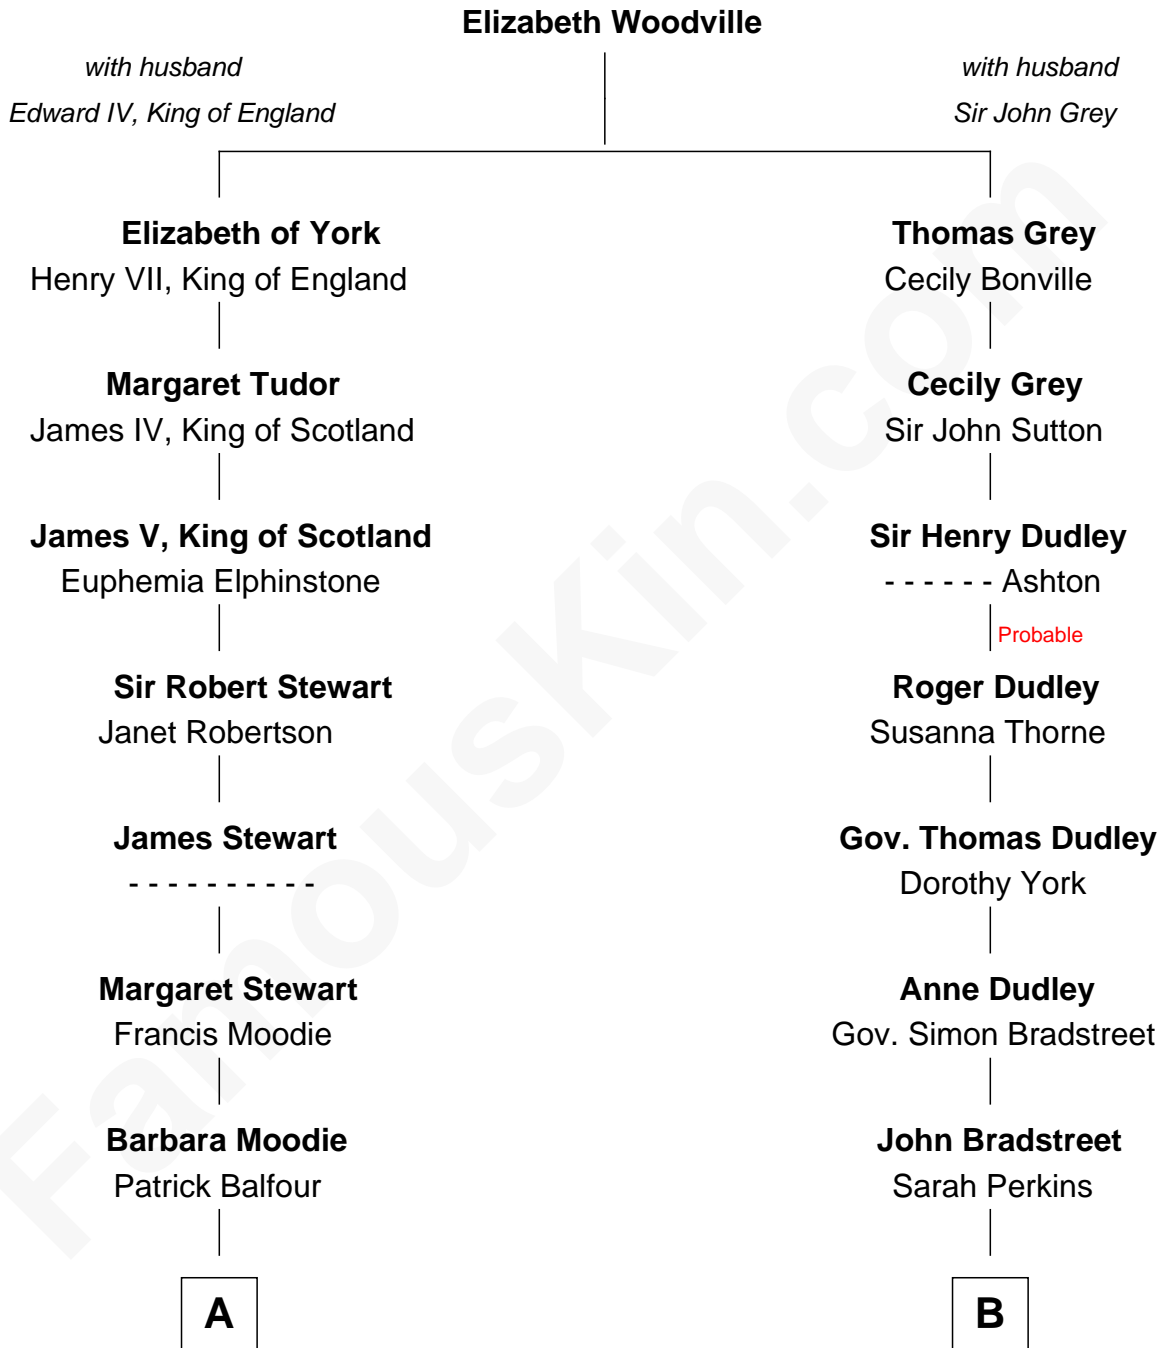 Elizabeth Woodville
with husband
Edward IV, King of England
with husband
Sir John Grey
Elizabeth of York
Henry VII, King of England
Margaret Tudor
James IV, King of Scotland
James V, King of Scotland
Euphemia Elphinstone
Sir Robert Stewart
Janet Robertson
James Stewart
- - - - - - - - - -
Margaret Stewart
Francis Moodie
Barbara Moodie
Patrick Balfour
A
Thomas Grey
Cecily Bonville
Cecily Grey
Sir John Sutton
Sir Henry Dudley
- - - - - - Ashton
Probable
Roger Dudley
Susanna Thorne
Gov. Thomas Dudley
Dorothy York
Anne Dudley
Gov. Simon Bradstreet
John Bradstreet
Sarah Perkins
B
FamousKin.com